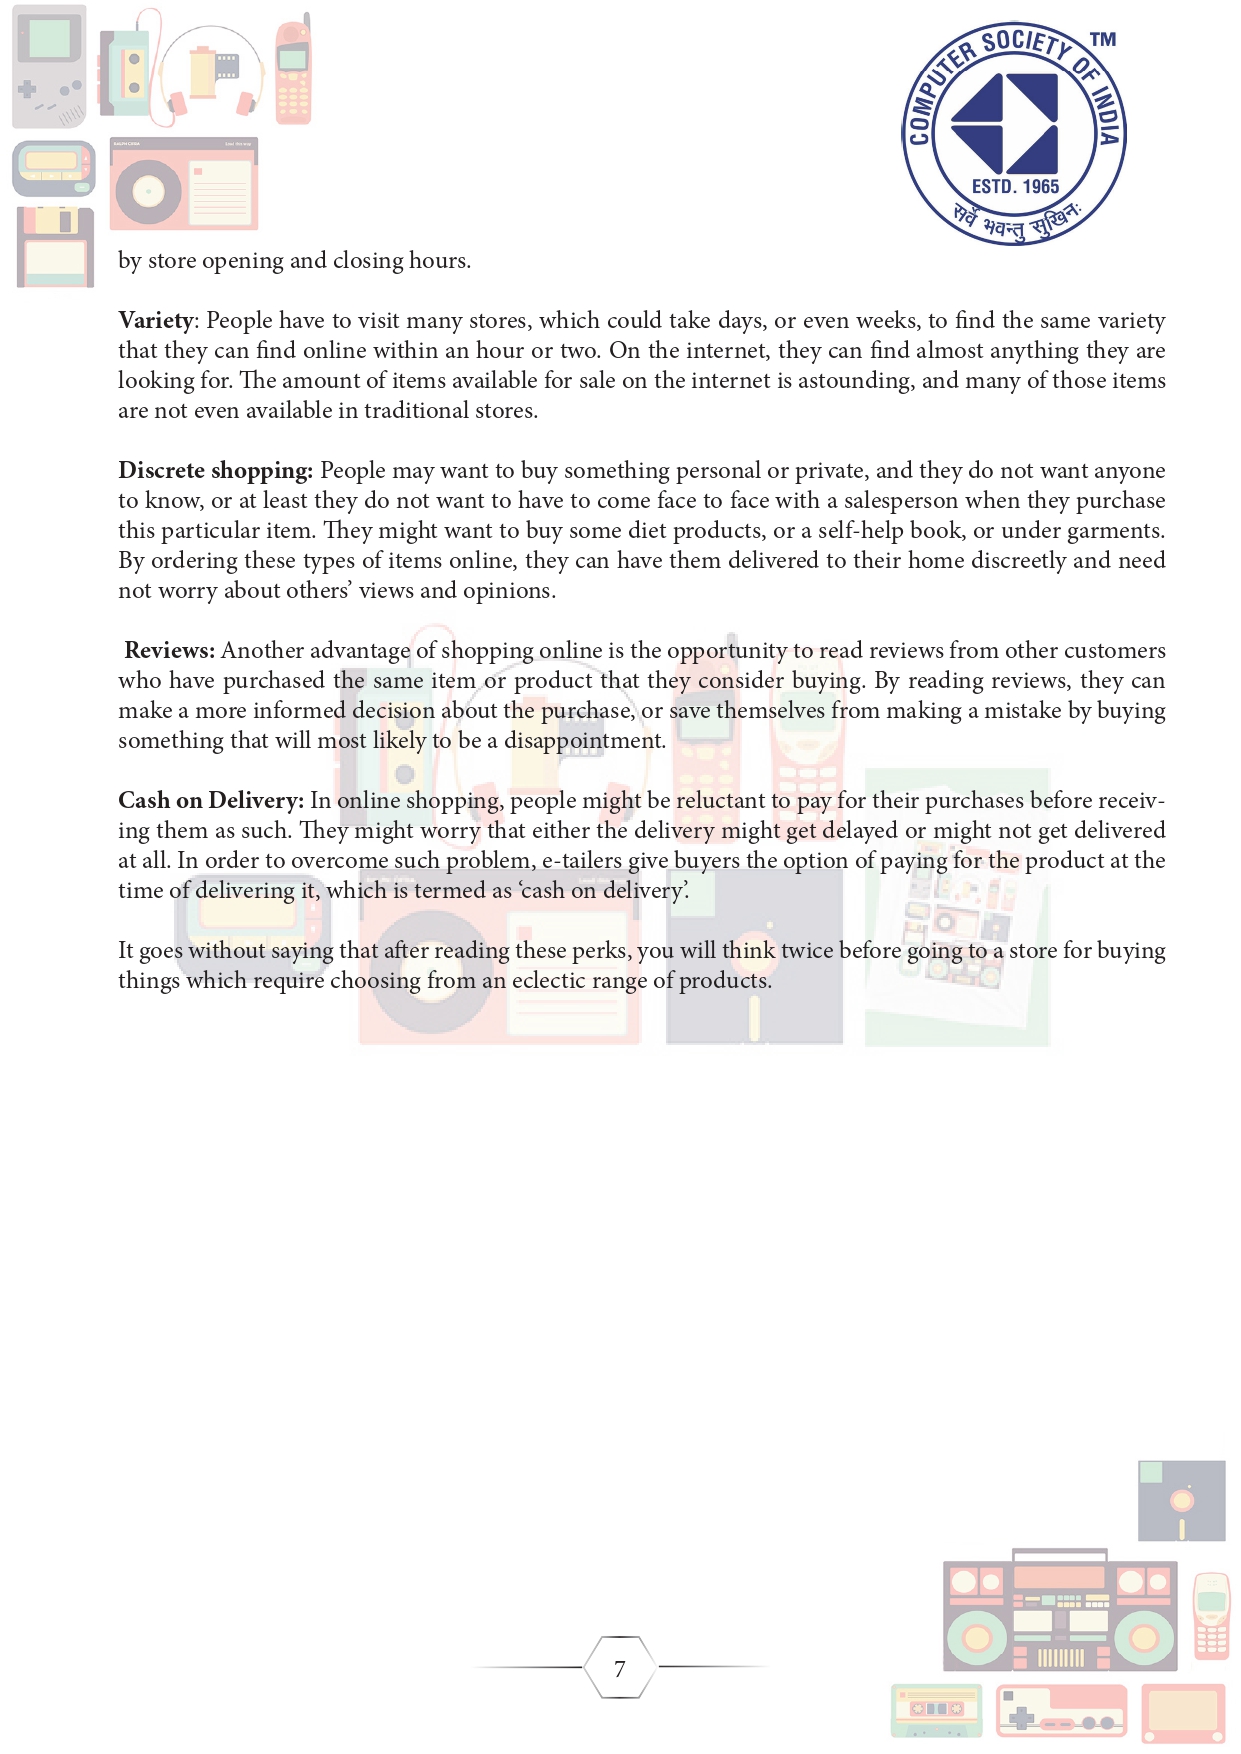 COMPUTER SOCIETY OF INDIA
TM
ESTD. 1965
सर्वे भवन्तु सुखिनः
by store opening and closing hours.
Variety: People have to visit many stores, which could take days, or even weeks, to find the same variety
that they can find online within an hour or two. On the internet, they can find almost anything they are
looking for. The amount of items available for sale on the internet is astounding, and many of those items
are not even available in traditional stores.
Discrete shopping: People may want to buy something personal or private, and they do not want anyone
to know, or at least they do not want to have to come face to face with a salesperson when they purchase
this particular item. They might want to buy some diet products, or a self-help book, or under garments.
By ordering these types of items online, they can have them delivered to their home discreetly and need
not worry about others’ views and opinions.
Reviews: Another advantage of shopping online is the opportunity to read reviews from other customers
who have purchased the same item or product that they consider buying. By reading reviews, they can
make a more informed decision about the purchase, or save themselves from making a mistake by buying
something that will most likely to be a disappointment.
Cash on Delivery: In online shopping, people might be reluctant to pay for their purchases before receiv-
ing them as such. They might worry that either the delivery might get delayed or might not get delivered
at all. In order to overcome such problem, e-tailers give buyers the option of paying for the product at the
time of delivering it, which is termed as ‘cash on delivery’.
It goes without saying that after reading these perks, you will think twice before going to a store for buying
things which require choosing from an eclectic range of products.
7